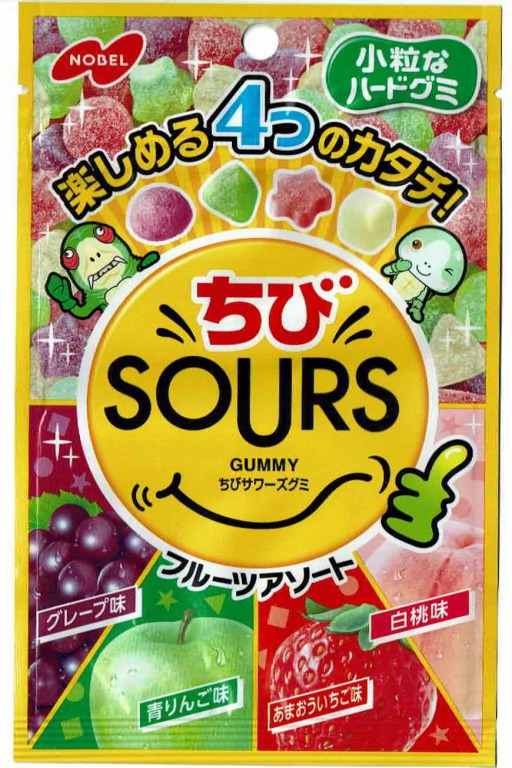 NOBEL
小粒な
ハードグミ
楽しめる4つのカタチ!
ちび
SOURS
GUMMY
ちびサワーズグミ
フルーツアソート
グレープ味
青りんご味
あまおういちご味
白桃味